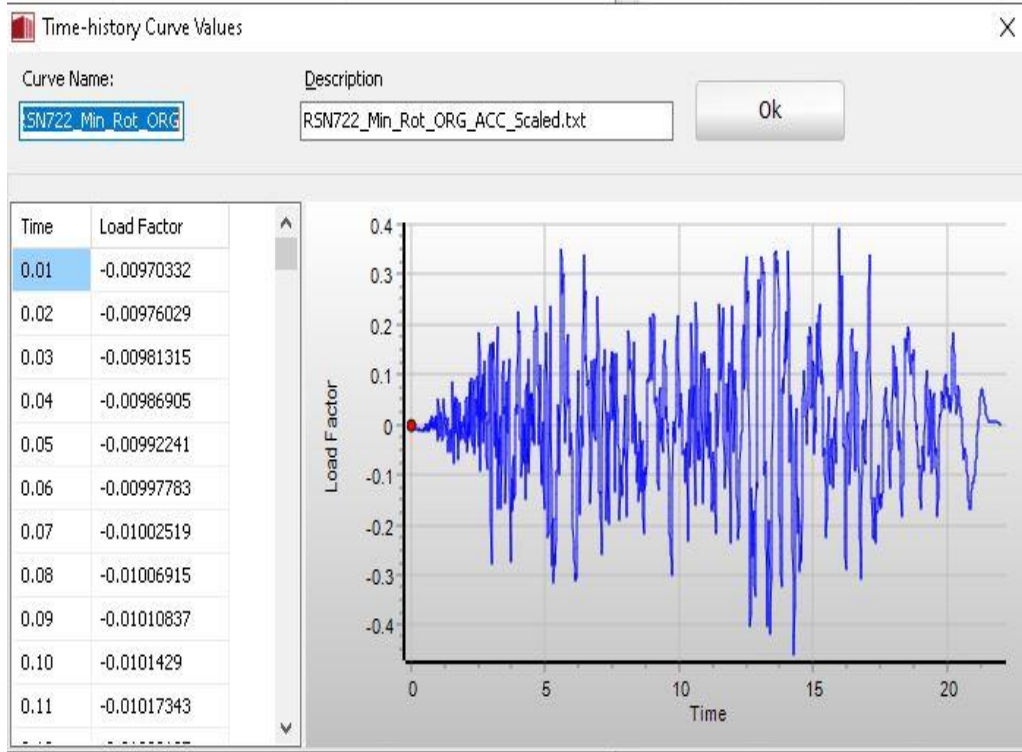 Time-history Curve Values
Curve Name:
Description
RSN722_Min_Rot_ORG
RSN722_Min_Rot_ORG_ACC_Scaled.txt
Ok
Time Load Factor
0.01 -0.00970332
0.02 -0.00976029
0.03 -0.00981315
0.04 -0.00986905
0.05 -0.00992241
0.06 -0.00997783
0.07 -0.01002519
0.08 -0.01006915
0.09 -0.01010837
0.10 -0.0101429
0.11 -0.01017343
0.4
0.3
0.2
0.1
0
-0.1
-0.2
-0.3
-0.4
Load Factor
0 5 10 15 20
Time